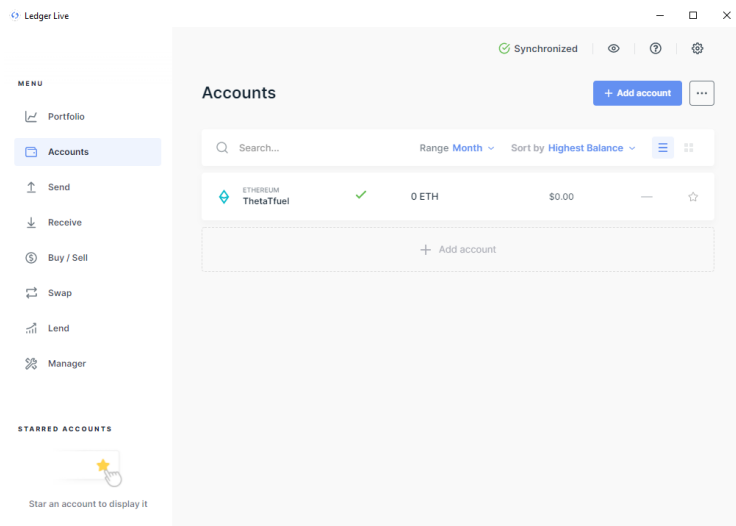 Ledger Live
Synchronized
MENU
Portfolio
Accounts
Send
Receive
Buy / Sell
Swap
Lend
Manager
STARRED ACCOUNTS
Star an account to display it
Accounts
+ Add account
Search...
Range Month
Sort by Highest Balance
ETHEREUM
ThetaTfuel
0 ETH
$0.00
—
+ Add account